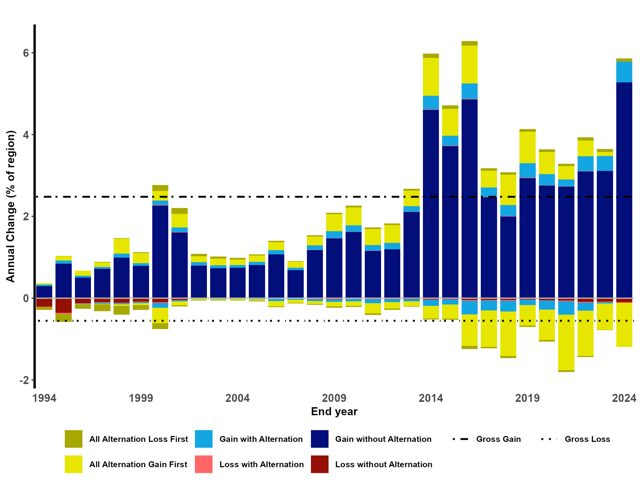 Annual Change (% of region)
6
4
2
0
-2
1994 1999 2004 2009 2014 2019 2024
End year
All Alternation Loss First Gain with Alternation Gain without Alternation Gross Gain Gross Loss
All Alternation Gain First Loss with Alternation Loss without Alternation